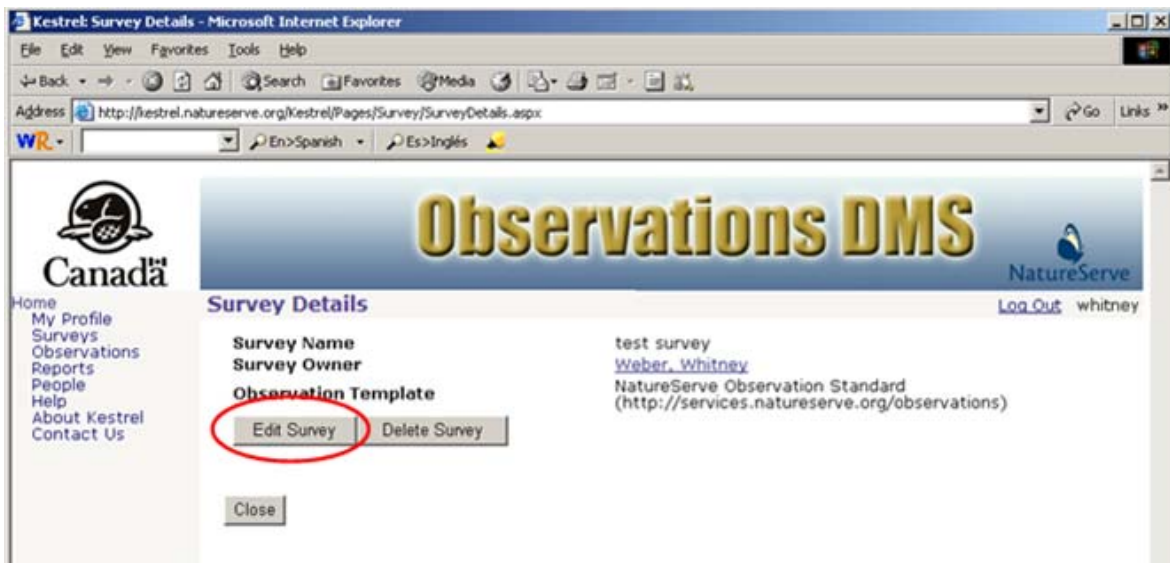 Kestrel: Survey Details - Microsoft Internet Explorer
File Edit View Favorites Tools Help
Back Search Favorites Media
Address http://kestrel.natureserve.org/Kestrel/Pages/Survey/SurveyDetails.aspx Go Links »
WR En>Spanish Es>Inglés
Canada
Observations DMS
NatureServe
Home
My Profile
Surveys
Observations
Reports
People
Help
About Kestrel
Contact Us
Survey Details
Log Out whitney
Survey Name test survey
Survey Owner Weber, Whitney
Observation Template NatureServe Observation Standard
(http://services.natureserve.org/observations)
Edit Survey Delete Survey
Close